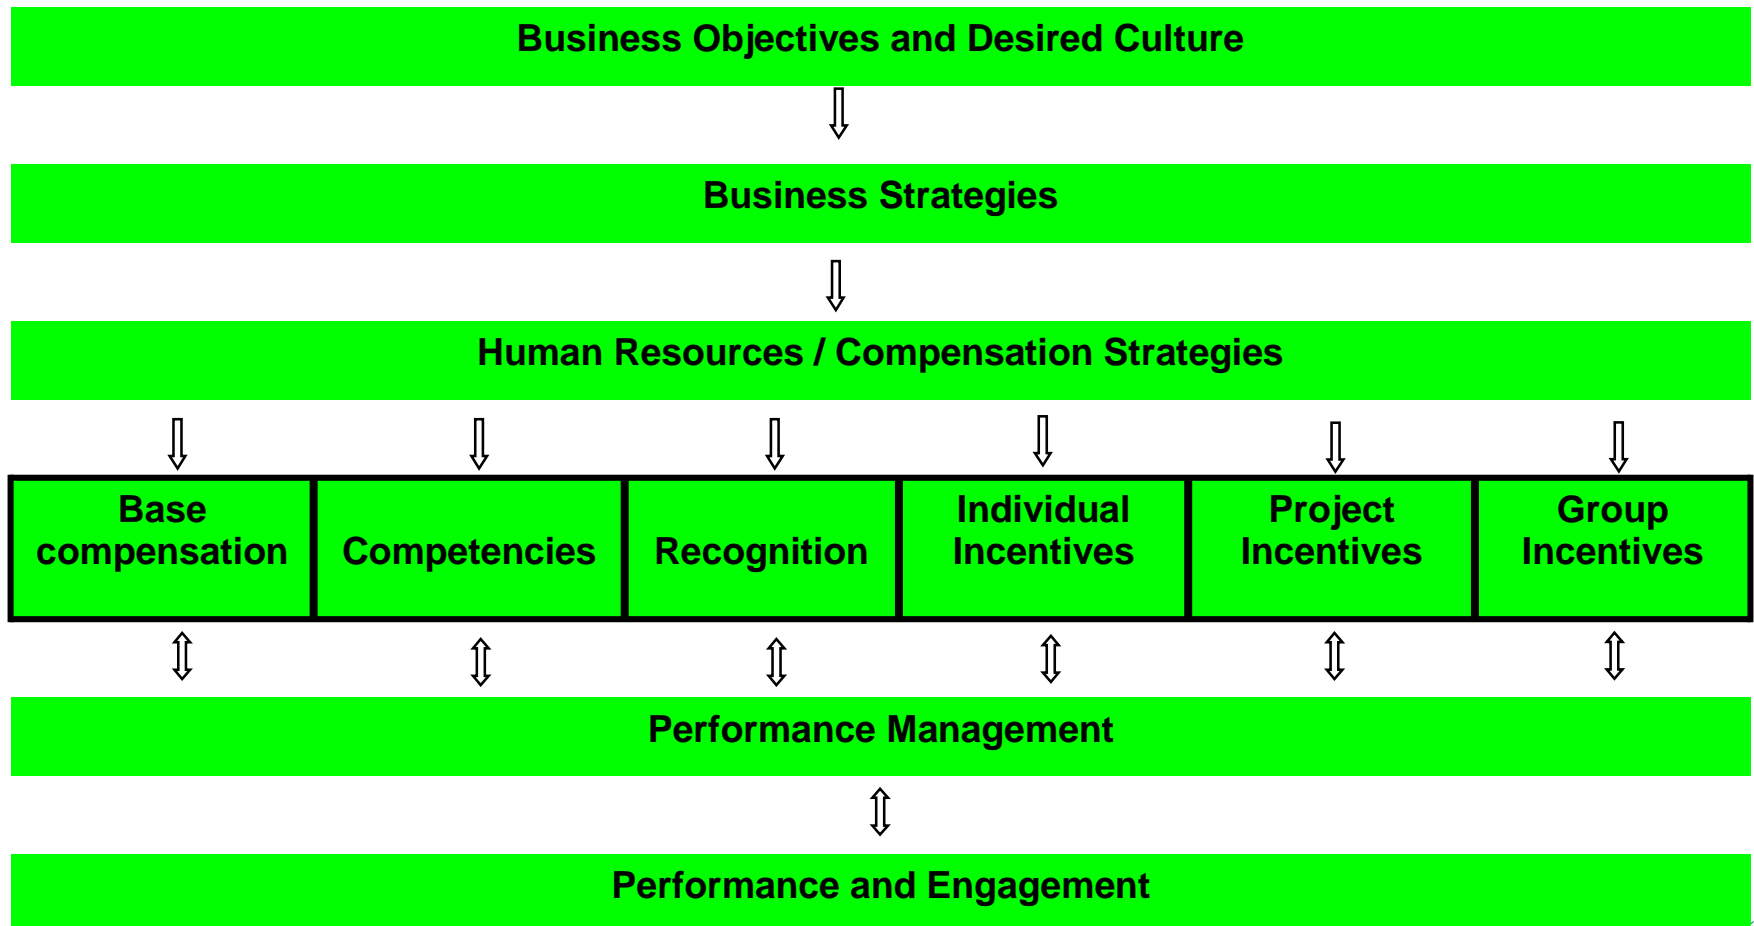 Business Objectives and Desired Culture
Business Strategies
Human Resources / Compensation Strategies
Base
compensation
Competencies
Recognition
Individual
Incentives
Project
Incentives
Group
Incentives
Performance Management
Performance and Engagement